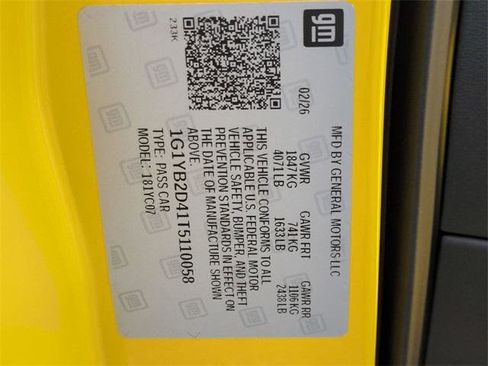 gm
MFD BY GENERAL MOTORS LLC
02/26
GVWR GAWR FRT GAWR RR
1847 KG 741 KG 1106 KG
4071 LB 1633 LB 2438 LB
233K
THIS VEHICLE CONFORMS TO ALL
APPLICABLE U.S. FEDERAL MOTOR
VEHICLE SAFETY, BUMPER, AND THEFT
PREVENTION STANDARDS IN EFFECT ON
THE DATE OF MANUFACTURE SHOWN
ABOVE.
1G1YB2D41T5110058
TYPE: PASS CAR
MODEL: 181YC07